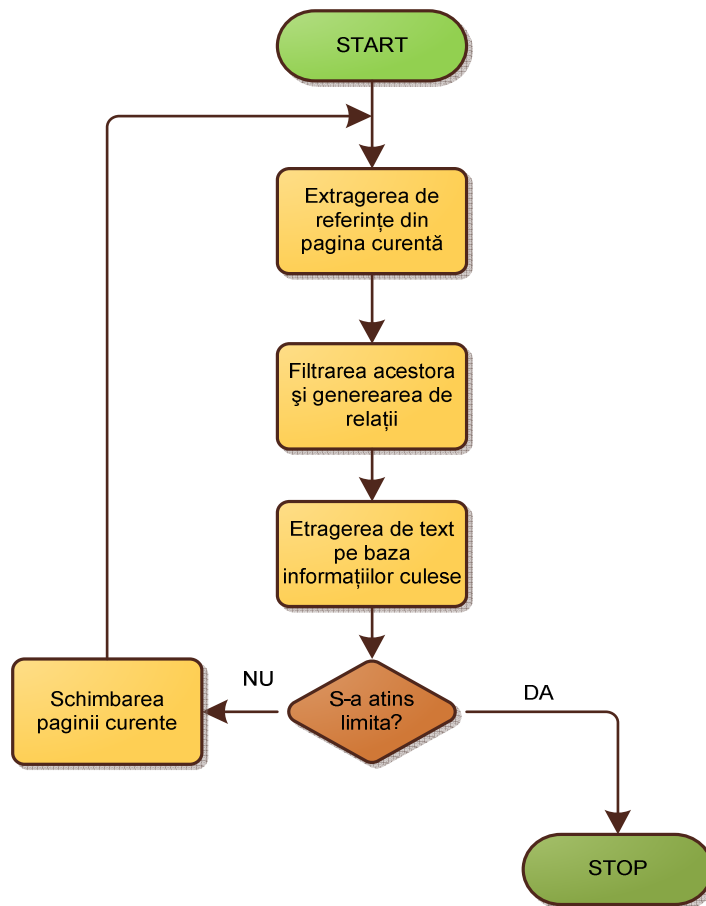 START
Extragerea de
referințe din
pagina curentă
Filtrarea acestora
şi genereareа de
relații
Etragerea de text
pe baza
informațiilor culese
S-a atins
limita?
NU
DA
Schimbarea
paginii curente
STOP